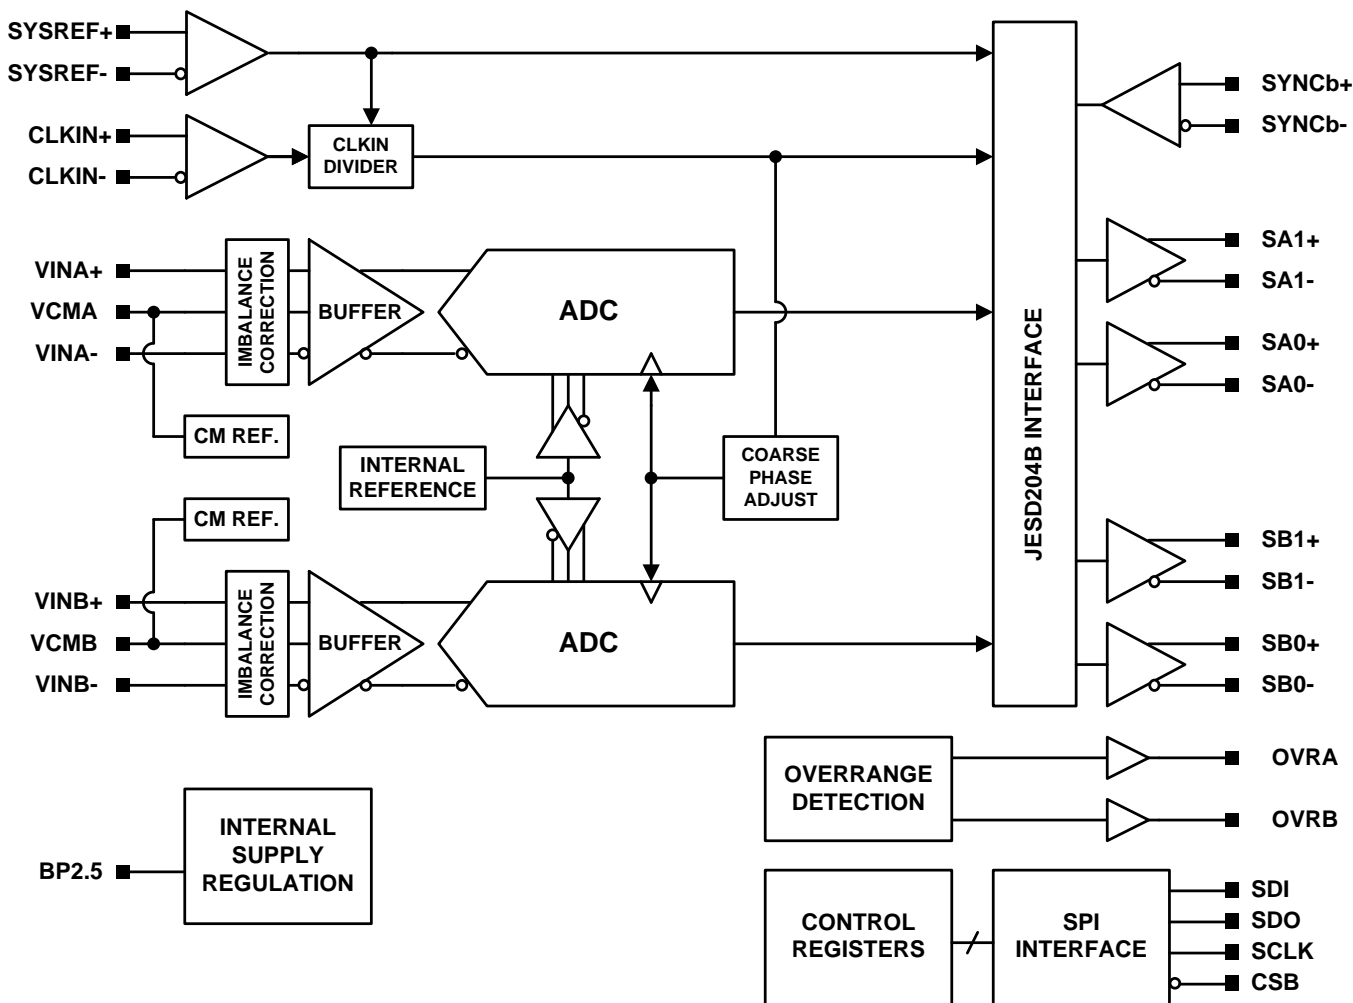 SYSREF+
SYSREF-
CLKIN+
CLKIN-
CLKIN
DIVIDER
SYNCb+
SYNCb-
VINA+
VCMA
VINA-
IMBALANCE
CORRECTION
BUFFER
ADC
CM REF.
INTERNAL
REFERENCE
COARSE
PHASE
ADJUST
JESD204B INTERFACE
SA1+
SA1-
SA0+
SA0-
CM REF.
VINB+
VCMB
VINB-
IMBALANCE
CORRECTION
BUFFER
ADC
SB1+
SB1-
SB0+
SB0-
OVERRANGE
DETECTION
OVRA
OVRB
BP2.5
INTERNAL
SUPPLY
REGULATION
CONTROL
REGISTERS
SPI
INTERFACE
SDI
SDO
SCLK
CSB